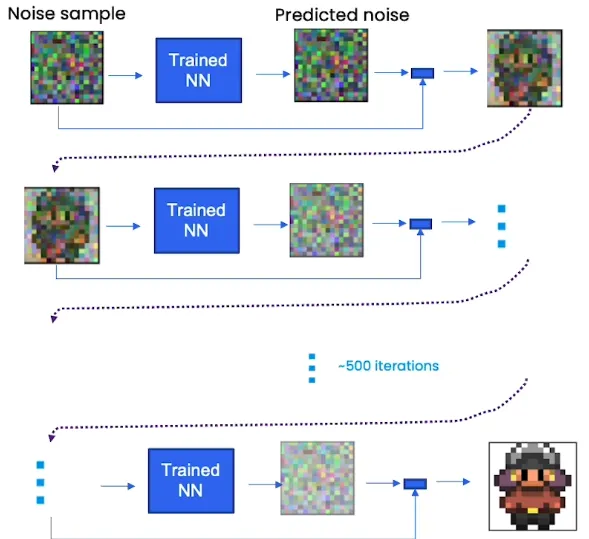 Noise sample
Predicted noise
Trained
NN
Trained
NN
~500 iterations
Trained
NN